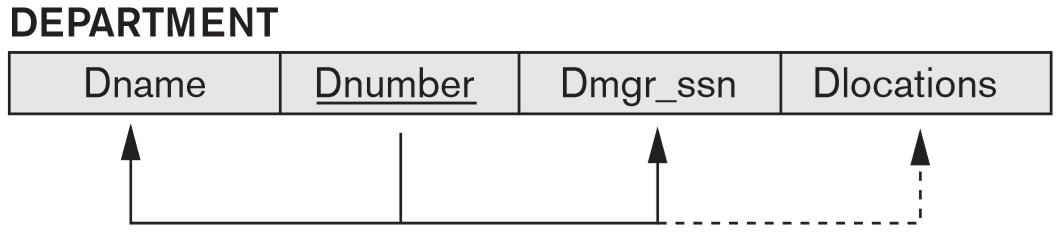 DEPARTMENT
Dname Dnumber Dmgr_ssn Dlocations